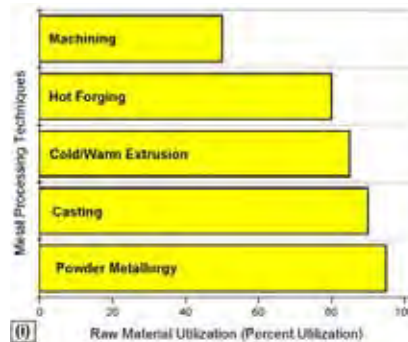 Metal Processing Techniques
Machining
Hot Forging
Cold/Warm Extrusion
Casting
Powder Metallurgy
0 20 40 60 80 100
(i)
Raw Material Utilization (Percent Utilization)